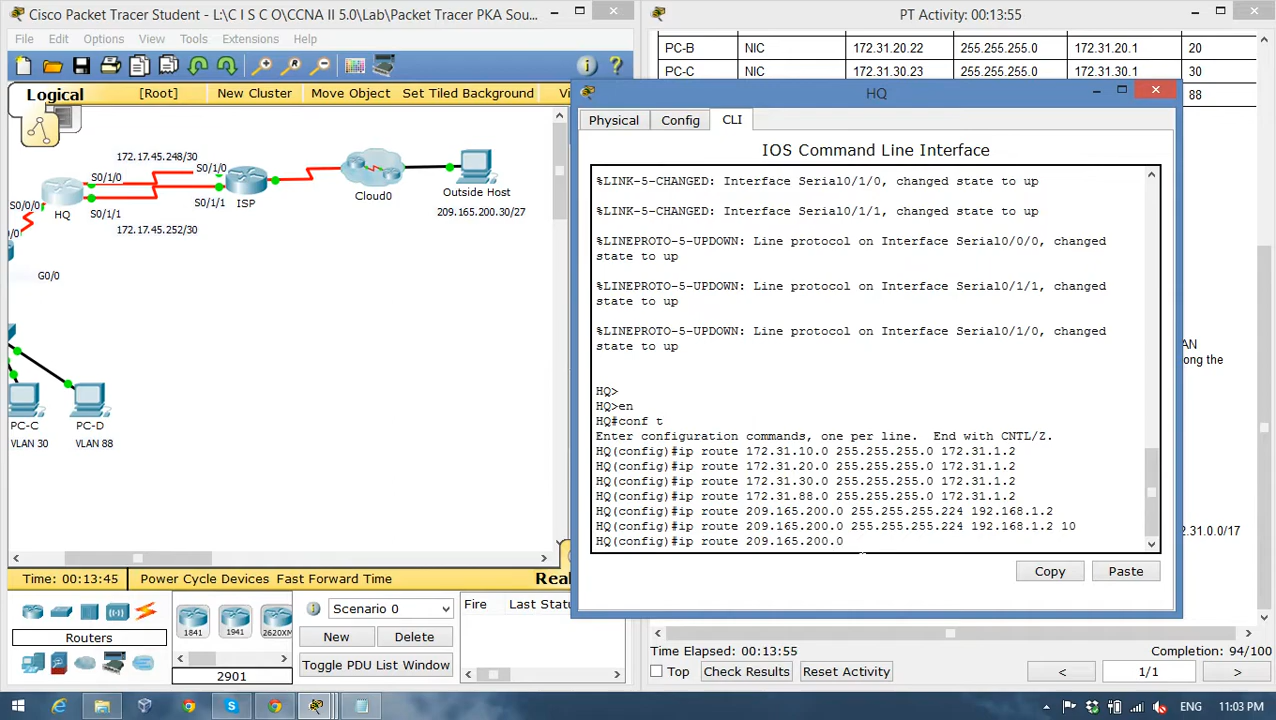 Cisco Packet Tracer Student - L:\C I S C O\CCNA II 5.0\Lab\Packet Tracer PKA Sou...
File Edit Options View Tools Extensions Help
Logical [Root] New Cluster Move Object Set Tiled Background Vi
172.17.45.248/30
S0/1/0
S0/1/0
S0/0/0
HQ
S0/1/1
S0/1/1
ISP
172.17.45.252/30
Cloud0
Outside Host
209.165.200.30/27
/0/
G0/0
PC-C
VLAN 30
PC-D
VLAN 88
Time: 00:13:45 Power Cycle Devices Fast Forward Time Rea
Routers
1841
1941
2620XM
2901
Scenario 0
New
Delete
Toggle PDU List Window
Fire Last Statu
PT Activity: 00:13:55
PC-B NIC 172.31.20.22 255.255.255.0 172.31.20.1 20
PC-C NIC 172.31.30.23 255.255.255.0 172.31.30.1 30
88
HQ
Physical Config CLI
IOS Command Line Interface
%LINK-5-CHANGED: Interface Serial0/1/0, changed state to up
%LINK-5-CHANGED: Interface Serial0/1/1, changed state to up
%LINEPROTO-5-UPDOWN: Line protocol on Interface Serial0/0/0, changed
state to up
%LINEPROTO-5-UPDOWN: Line protocol on Interface Serial0/1/1, changed
state to up
%LINEPROTO-5-UPDOWN: Line protocol on Interface Serial0/1/0, changed
state to up
HQ>
HQ>en
HQ#conf t
Enter configuration commands, one per line. End with CNTL/Z.
HQ(config)#ip route 172.31.10.0 255.255.255.0 172.31.1.2
HQ(config)#ip route 172.31.20.0 255.255.255.0 172.31.1.2
HQ(config)#ip route 172.31.30.0 255.255.255.0 172.31.1.2
HQ(config)#ip route 172.31.88.0 255.255.255.0 172.31.1.2
HQ(config)#ip route 209.165.200.0 255.255.255.224 192.168.1.2
HQ(config)#ip route 209.165.200.0 255.255.255.224 192.168.1.2 10
HQ(config)#ip route 209.165.200.0
Copy
Paste
AN
ong the
2.31.0.0/17
Time Elapsed: 00:13:55
Completion: 94/100
Top
Check Results
Reset Activity
<
1/1
>
ENG
11:03 PM